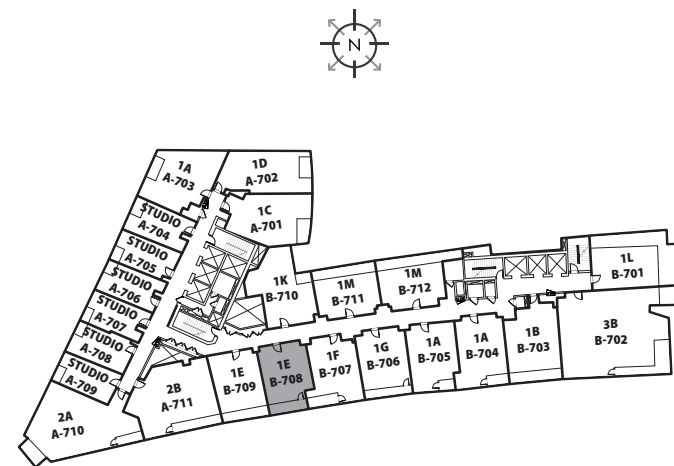 N
1A
A-703
1D
A-702
1C
A-701
STUDIO
A-704
STUDIO
A-705
STUDIO
A-706
STUDIO
A-707
STUDIO
A-708
STUDIO
A-709
2A
A-710
2B
A-711
1K
B-710
1M
B-711
1M
B-712
1L
B-701
1E
B-709
1E
B-708
1F
B-707
1G
B-706
1A
B-705
1A
B-704
1B
B-703
3B
B-702